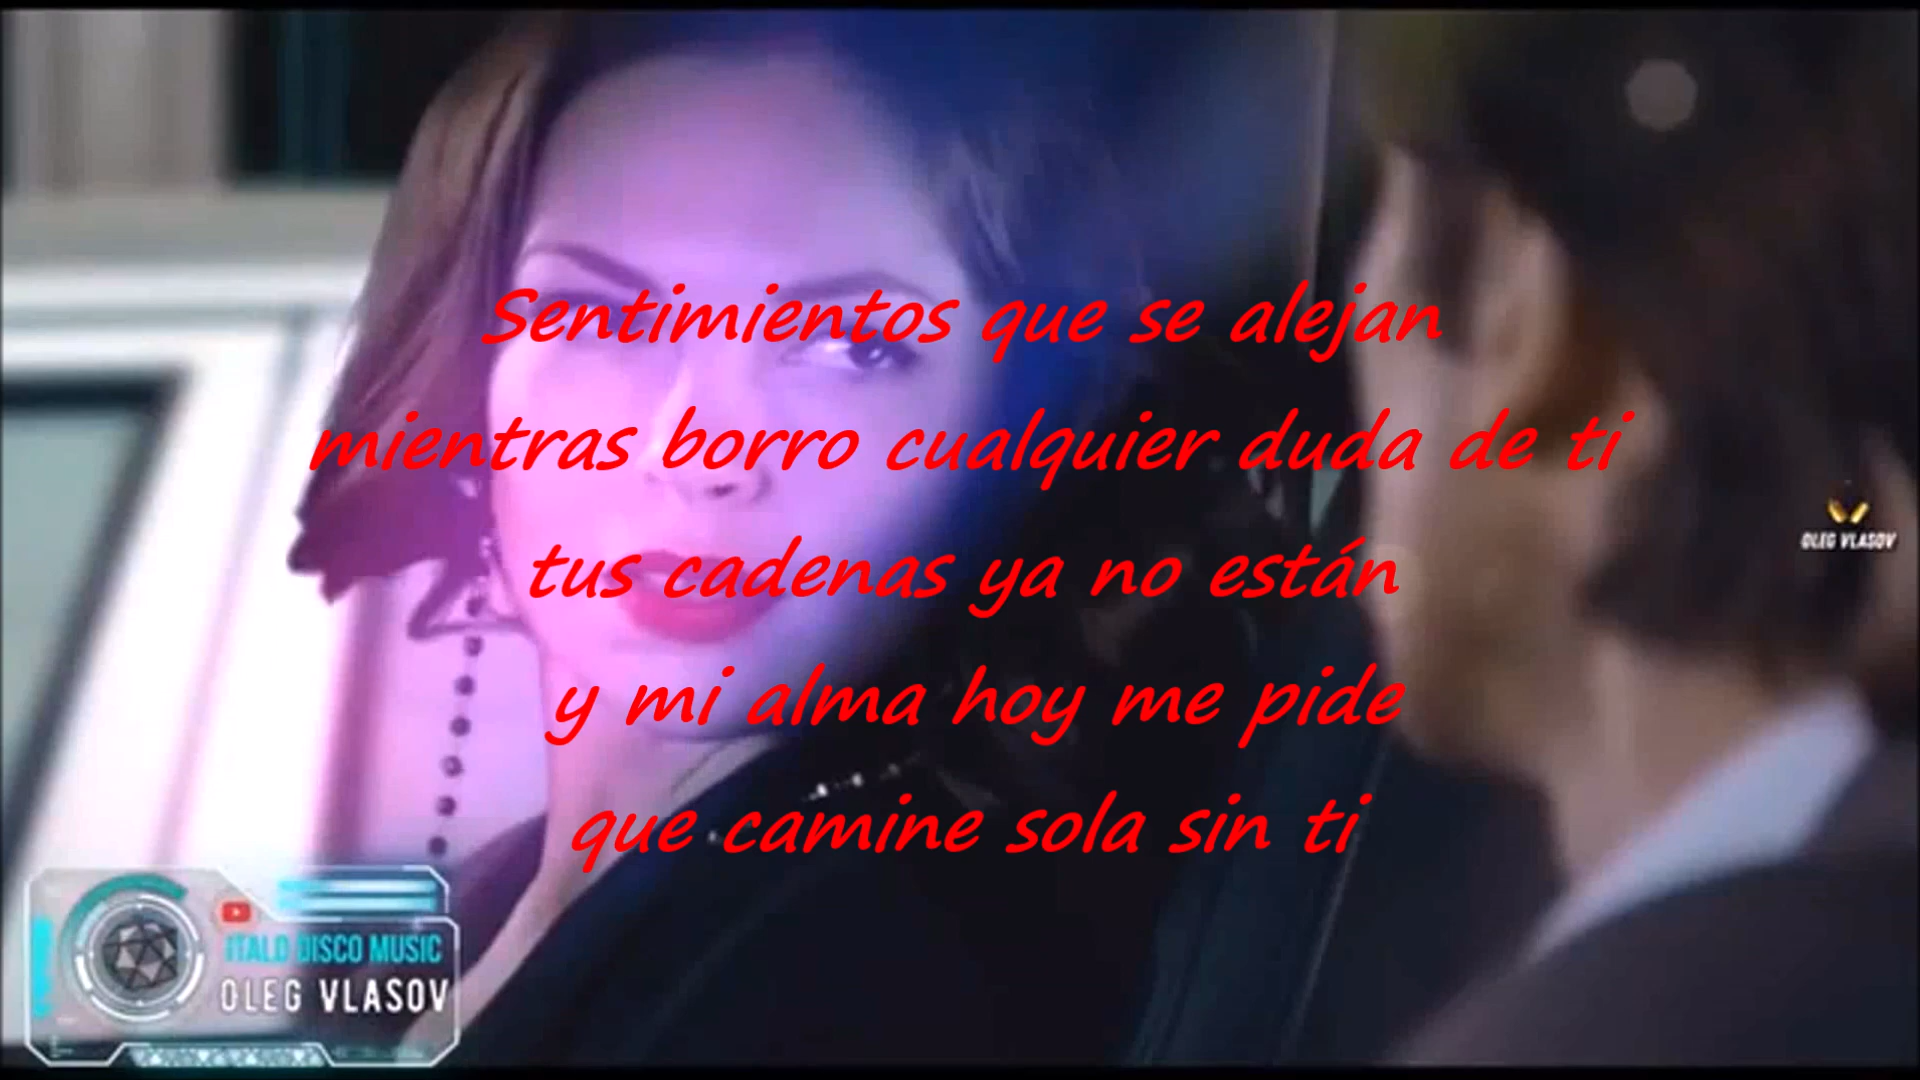 Sentimientos que se alejan
mientras borro cualquier duda de ti
tus cadenas ya no están
y mi alma hoy me pide
que camine sola sin ti
OLEG VLASOV
ITALO DISCO MUSIC
OLEG VLASOV